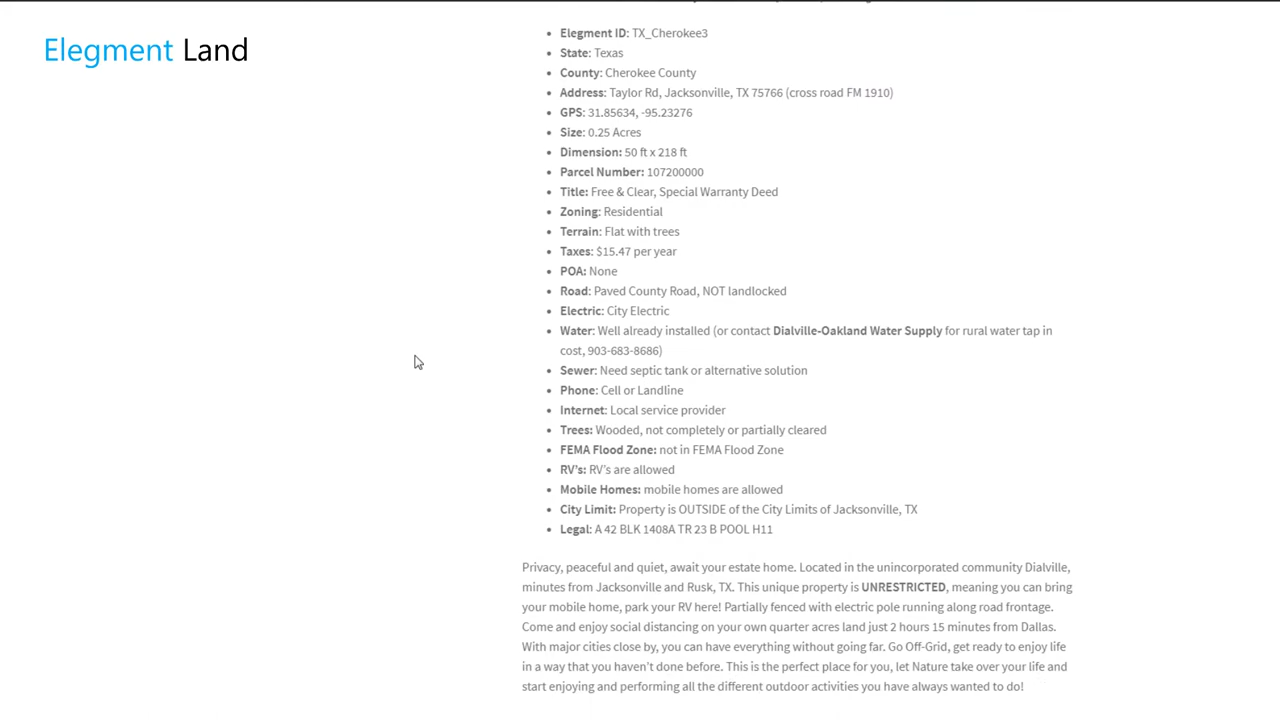 Elegment Land
• Elegment ID: TX_Cherokee3
• State: Texas
• County: Cherokee County
• Address: Taylor Rd, Jacksonville, TX 75766 (cross road FM 1910)
• GPS: 31.85634, -95.23276
• Size: 0.25 Acres
• Dimension: 50 ft x 218 ft
• Parcel Number: 107200000
• Title: Free & Clear, Special Warranty Deed
• Zoning: Residential
• Terrain: Flat with trees
• Taxes: $15.47 per year
• POA: None
• Road: Paved County Road, NOT landlocked
• Electric: City Electric
• Water: Well already installed (or contact Dialville-Oakland Water Supply for rural water tap in
cost, 903-683-8686)
• Sewer: Need septic tank or alternative solution
• Phone: Cell or Landline
• Internet: Local service provider
• Trees: Wooded, not completely or partially cleared
• FEMA Flood Zone: not in FEMA Flood Zone
• RV's: RV's are allowed
• Mobile Homes: mobile homes are allowed
• City Limit: Property is OUTSIDE of the City Limits of Jacksonville, TX
• Legal: A 42 BLK 1408A TR 23 B POOL H11
Privacy, peaceful and quiet, await your estate home. Located in the unincorporated community Dialville,
minutes from Jacksonville and Rusk, TX. This unique property is UNRESTRICTED, meaning you can bring
your mobile home, park your RV here! Partially fenced with electric pole running along road frontage.
Come and enjoy social distancing on your own quarter acres land just 2 hours 15 minutes from Dallas.
With major cities close by, you can have everything without going far. Go Off-Grid, get ready to enjoy life
in a way that you haven't done before. This is the perfect place for you, let Nature take over your life and
start enjoying and performing all the different outdoor activities you have always wanted to do!